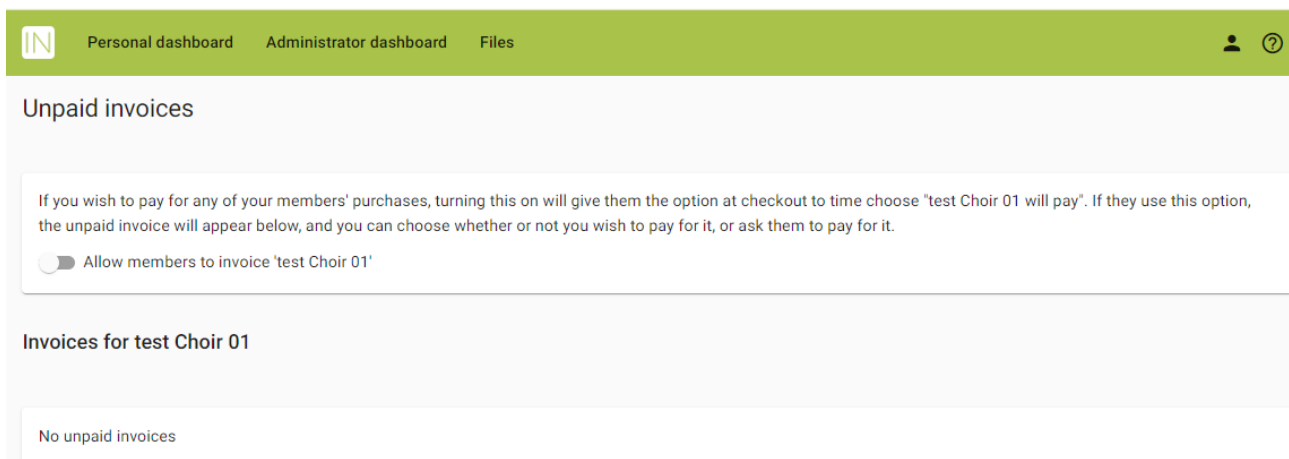 IN Personal dashboard Administrator dashboard Files
Unpaid invoices
If you wish to pay for any of your members' purchases, turning this on will give them the option at checkout to time choose "test Choir 01 will pay". If they use this option,
the unpaid invoice will appear below, and you can choose whether or not you wish to pay for it, or ask them to pay for it.
Allow members to invoice 'test Choir 01'
Invoices for test Choir 01
No unpaid invoices